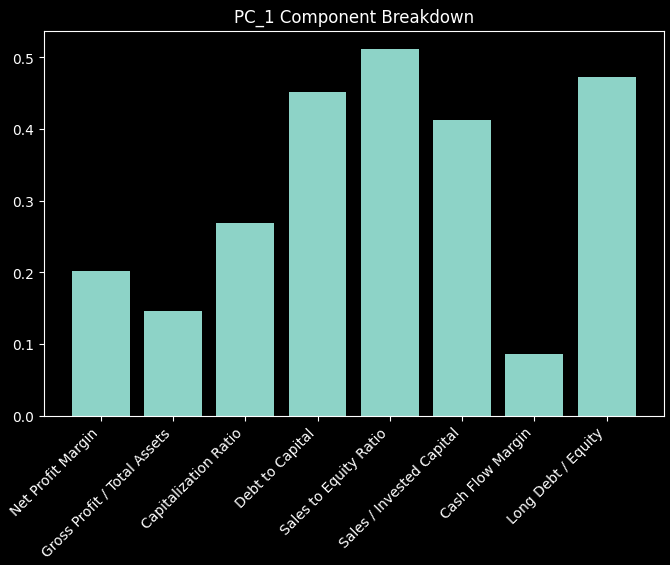 PC_1 Component Breakdown
0.5
0.4
0.3
0.2
0.1
0.0
Net Profit Margin
Gross Profit / Total Assets
Capitalization Ratio
Debt to Capital
Sales to Equity Ratio
Sales / Invested Capital
Cash Flow Margin
Long Debt / Equity